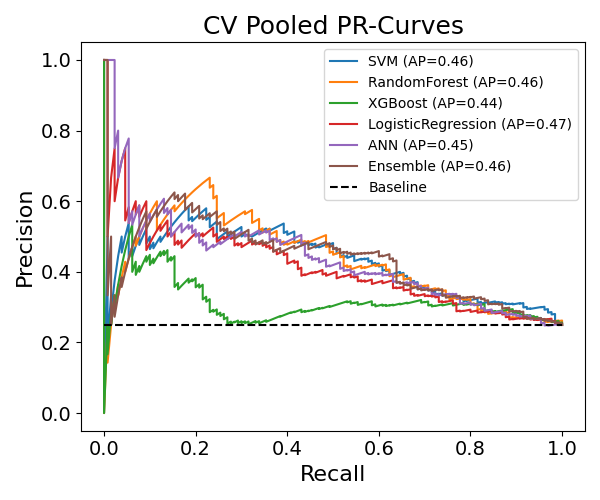 CV Pooled PR-Curves
1.0
0.8
0.6
0.4
0.2
0.0
Precision
SVM (AP=0.46)
RandomForest (AP=0.46)
XGBoost (AP=0.44)
LogisticRegression (AP=0.47)
ANN (AP=0.45)
Ensemble (AP=0.46)
Baseline
0.0 0.2 0.4 0.6 0.8 1.0
Recall